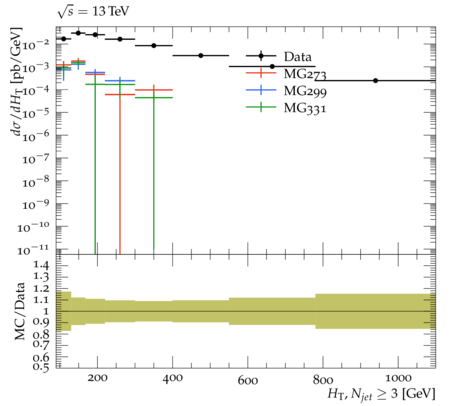 √s = 13 TeV
dσ/dH_T [pb/GeV]
10⁻²
10⁻³
10⁻⁴
10⁻⁵
10⁻⁶
10⁻⁷
10⁻⁸
10⁻⁹
10⁻¹⁰
10⁻¹¹
Data
MG273
MG299
MG331
MC/Data
1.4
1.3
1.2
1.1
1
0.9
0.8
0.7
0.6
0.5
200 400 600 800 1000
H_T, N_jet ≥ 3 [GeV]